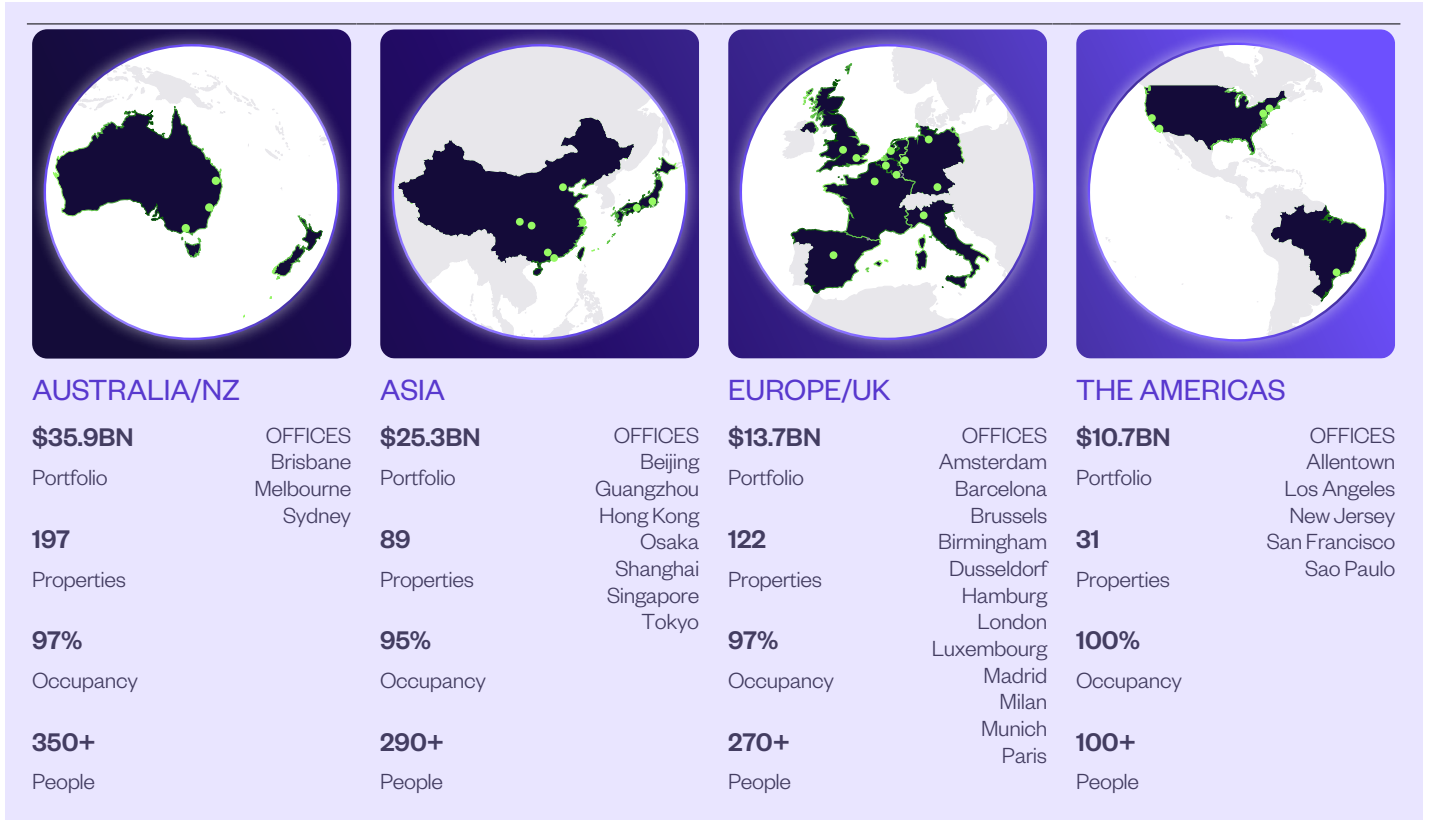 AUSTRALIA/NZ
$35.9BN
Portfolio
197
Properties
97%
Occupancy
350+
People
OFFICES
Brisbane
Melbourne
Sydney
ASIA
$25.3BN
Portfolio
89
Properties
95%
Occupancy
290+
People
OFFICES
Beijing
Guangzhou
Hong Kong
Osaka
Shanghai
Singapore
Tokyo
EUROPE/UK
$13.7BN
Portfolio
122
Properties
97%
Occupancy
270+
People
OFFICES
Amsterdam
Barcelona
Brussels
Birmingham
Dusseldorf
Hamburg
London
Luxembourg
Madrid
Milan
Munich
Paris
THE AMERICAS
$10.7BN
Portfolio
31
Properties
100%
Occupancy
100+
People
OFFICES
Allentown
Los Angeles
New Jersey
San Francisco
Sao Paulo